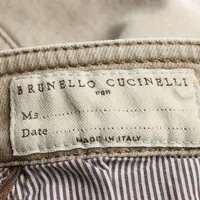 BRUNELLO CUCINELLI
PER
Ms.....................
Date.....................
MADE IN ITALY